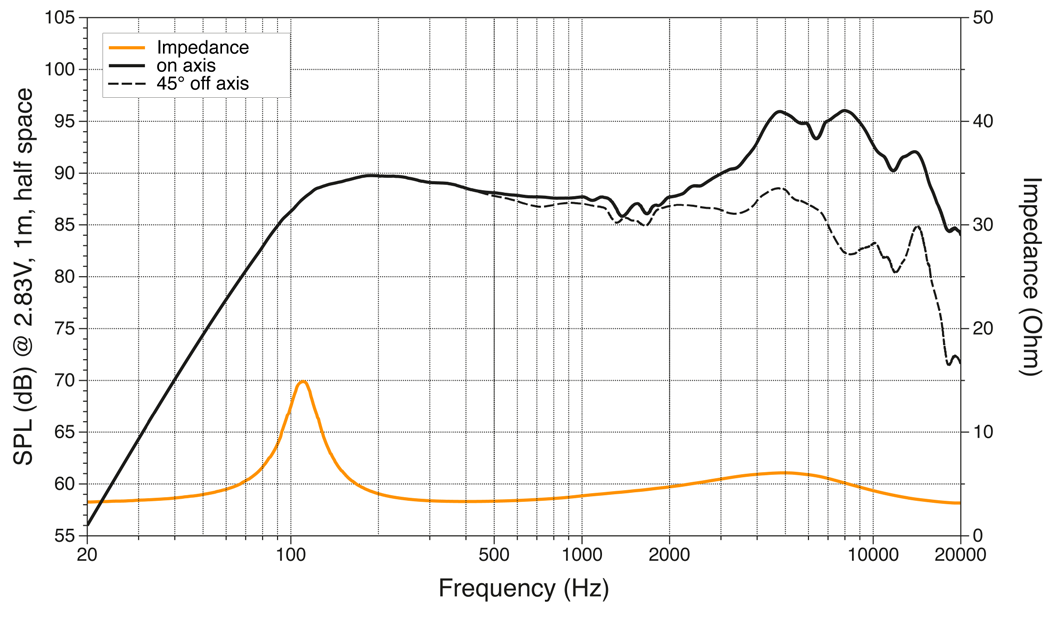 Impedance
on axis
45° off axis
SPL (dB) @ 2.83V, 1m, half space
105
100
95
90
85
80
75
70
65
60
55
50
40
30
20
10
0
Impedance (Ohm)
20 100 500 1000 2000 10000 20000
Frequency (Hz)